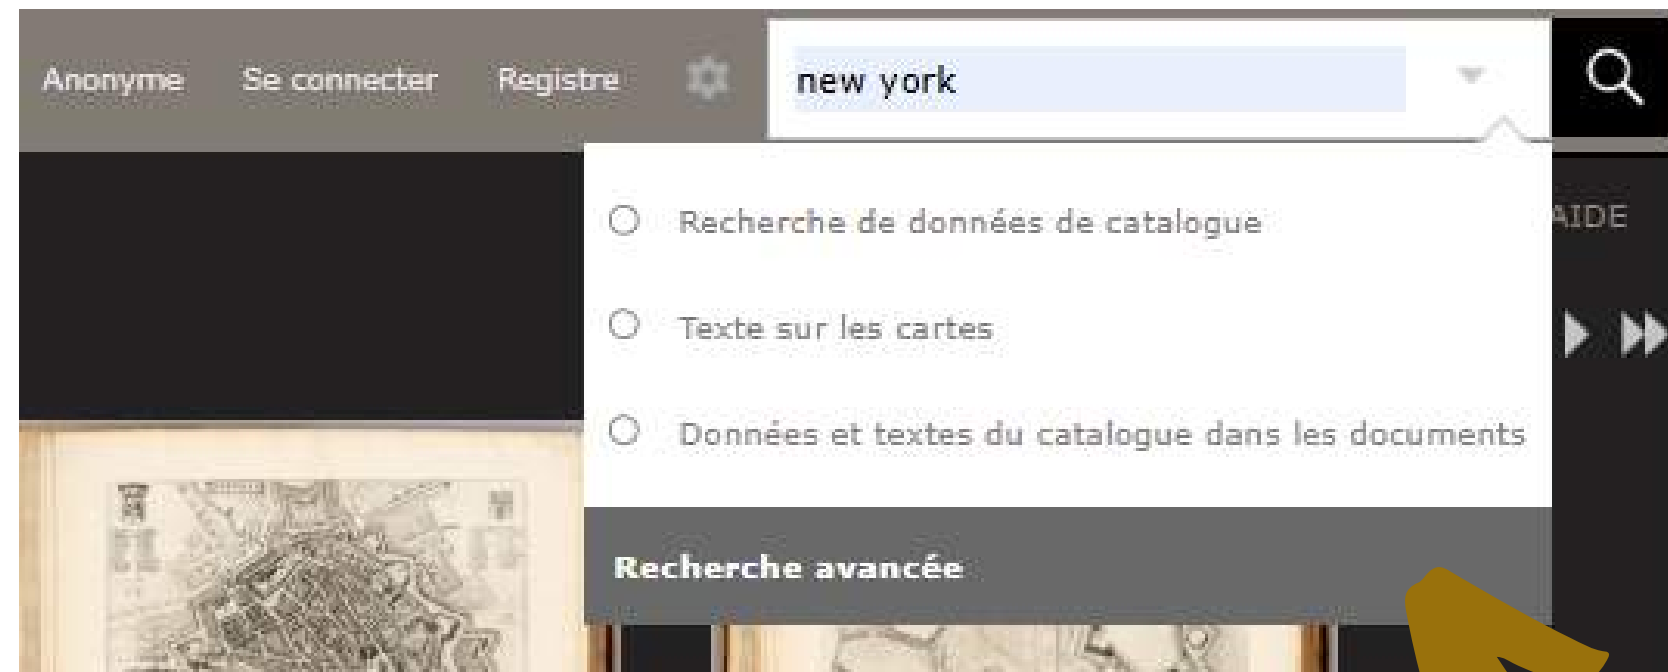 Anonyme Se connecter Registre new york
Recherche de données de catalogue
AIDE
Texte sur les cartes
Données et textes du catalogue dans les documents
Recherche avancée